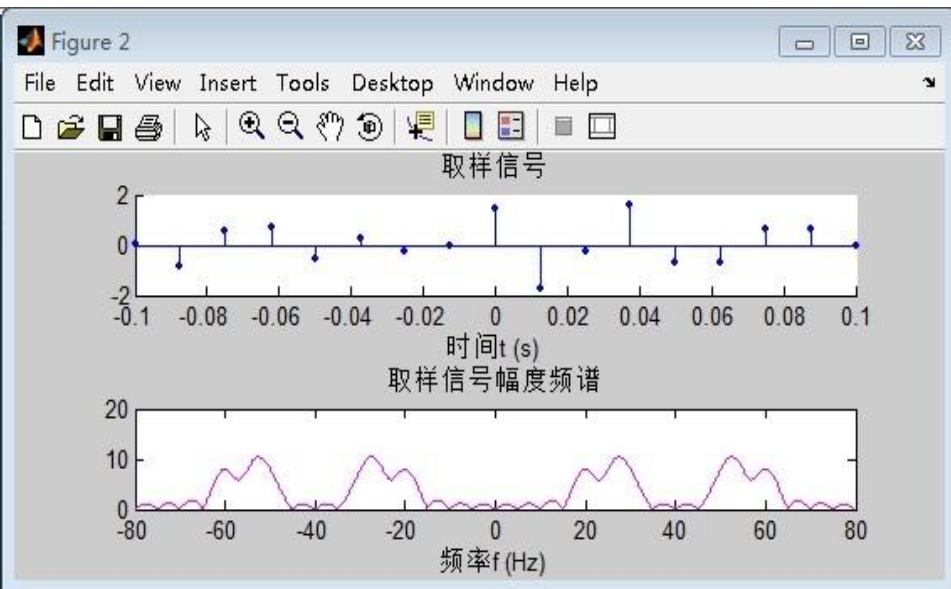 Figure 2
File Edit View Insert Tools Desktop Window Help
取样信号
2
0
-2
-0.1 -0.08 -0.06 -0.04 -0.02 0 0.02 0.04 0.06 0.08 0.1
时间t (s)
取样信号幅度频谱
20
10
0
-80 -60 -40 -20 0 20 40 60 80
频率f (Hz)